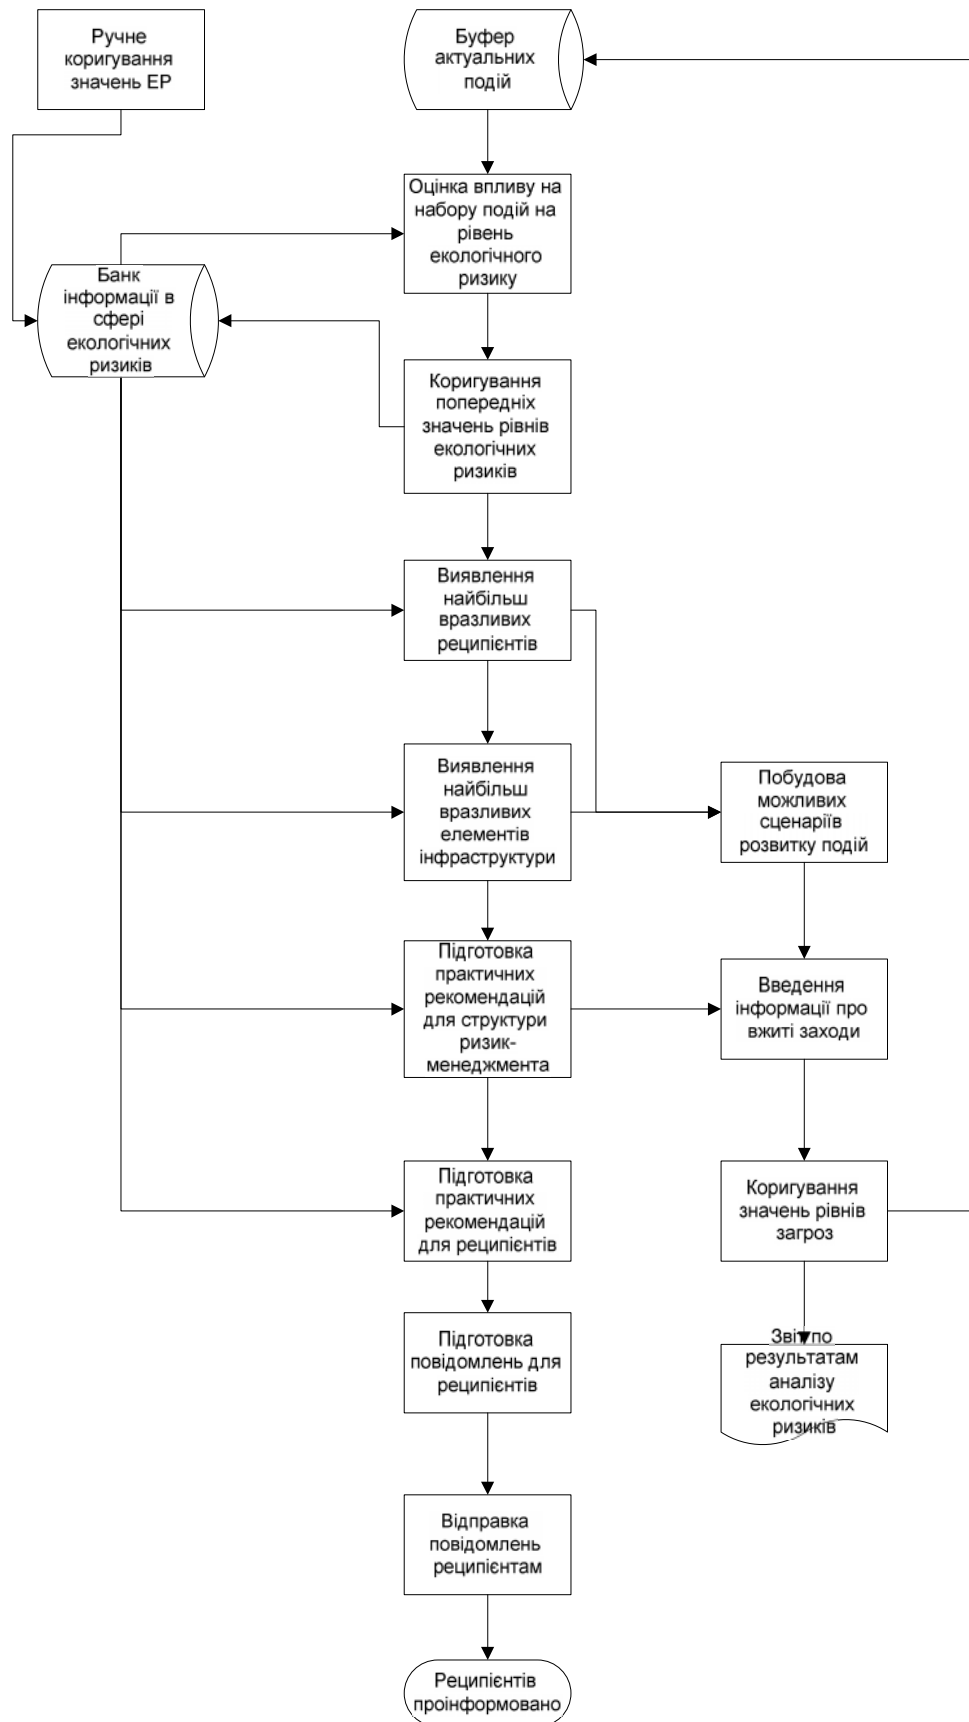 Ручне
коригування
значень ЕР
Буфер
актуальних
подій
Оцінка впливу на
набору подій на
рівень
екологічного
ризику
Банк
інформації в
сфері
екологічних
ризиків
Коригування
попередніх
значень рівнів
екологічних
ризиків
Виявлення
найбільш
вразливих
реципієнтів
Виявлення
найбільш
вразливих
елементів
інфраструктури
Побудова
можливих
сценаріїв
розвитку подій
Підготовка
практичних
рекомендацій
для структури
ризик-
менеджмента
Введення
інформації про
вжиті заходи
Підготовка
практичних
рекомендацій
для реципієнтів
Коригування
значень рівнів
загроз
Підготовка
повідомлень для
реципієнтів
Звіт по
результатам
аналізу
екологічних
ризиків
Відправка
повідомлень
реципієнтам
Реципієнтів
проінформовано